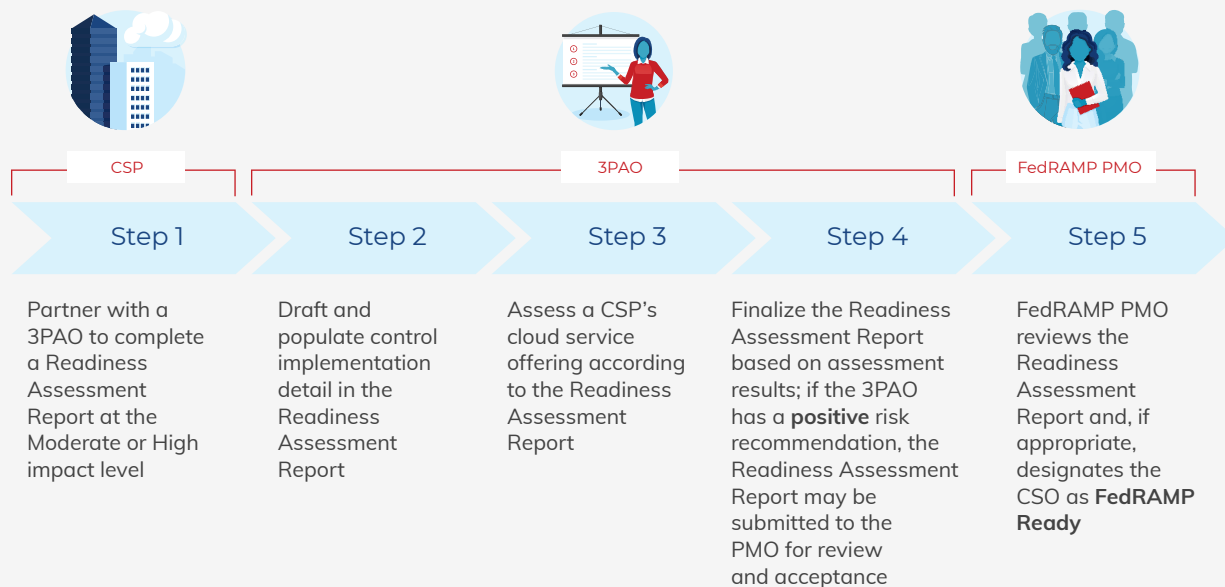 CSP
3PAO
FedRAMP PMO
Step 1
Step 2
Step 3
Step 4
Step 5
Partner with a
3PAO to complete
a Readiness
Assessment
Report at the
Moderate or High
impact level
Draft and
populate control
implementation
detail in the
Readiness
Assessment
Report
Assess a CSP’s
cloud service
offering according
to the Readiness
Assessment
Report
Finalize the Readiness
Assessment Report
based on assessment
results; if the 3PAO
has a positive risk
recommendation, the
Readiness Assessment
Report may be
submitted to the
PMO for review
and acceptance
FedRAMP PMO
reviews the
Readiness
Assessment
Report and, if
appropriate,
designates the
CSO as FedRAMP
Ready